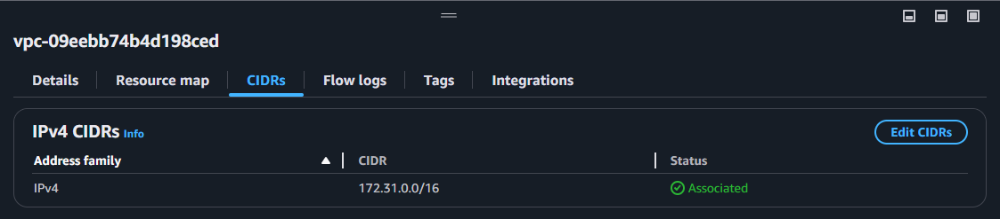 vpc-09eebb74b4d198ced
Details Resource map CIDRs Flow logs Tags Integrations
IPv4 CIDRs Info Edit CIDRs
Address family CIDR Status
IPv4 172.31.0.0/16 Associated